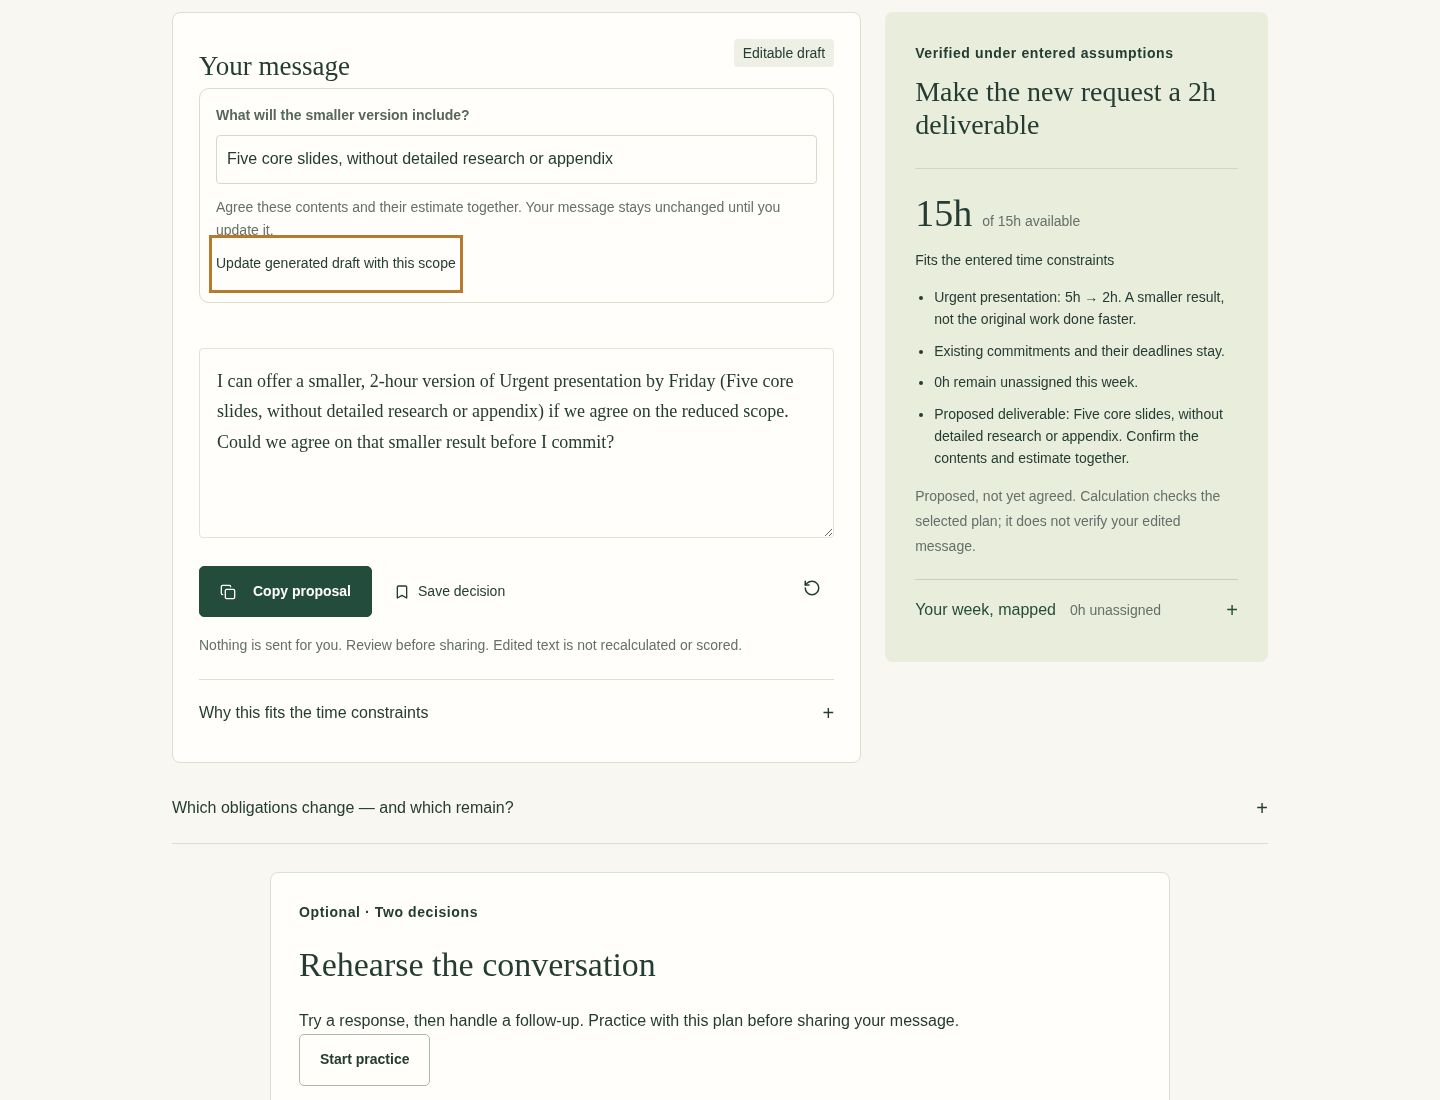 Your message
Editable draft
What will the smaller version include?
Five core slides, without detailed research or appendix
Agree these contents and their estimate together. Your message stays unchanged until you
update it.
Update generated draft with this scope
I can offer a smaller, 2-hour version of Urgent presentation by Friday (Five core
slides, without detailed research or appendix) if we agree on the reduced scope.
Could we agree on that smaller result before I commit?
Copy proposal
Save decision
Nothing is sent for you. Review before sharing. Edited text is not recalculated or scored.
Why this fits the time constraints
+
Verified under entered assumptions
Make the new request a 2h
deliverable
15h of 15h available
Fits the entered time constraints
• Urgent presentation: 5h → 2h. A smaller result,
not the original work done faster.
• Existing commitments and their deadlines stay.
• 0h remain unassigned this week.
• Proposed deliverable: Five core slides, without
detailed research or appendix. Confirm the
contents and estimate together.
Proposed, not yet agreed. Calculation checks the
selected plan; it does not verify your edited
message.
Your week, mapped 0h unassigned +
Which obligations change — and which remain? +
Optional · Two decisions
Rehearse the conversation
Try a response, then handle a follow-up. Practice with this plan before sharing your message.
Start practice